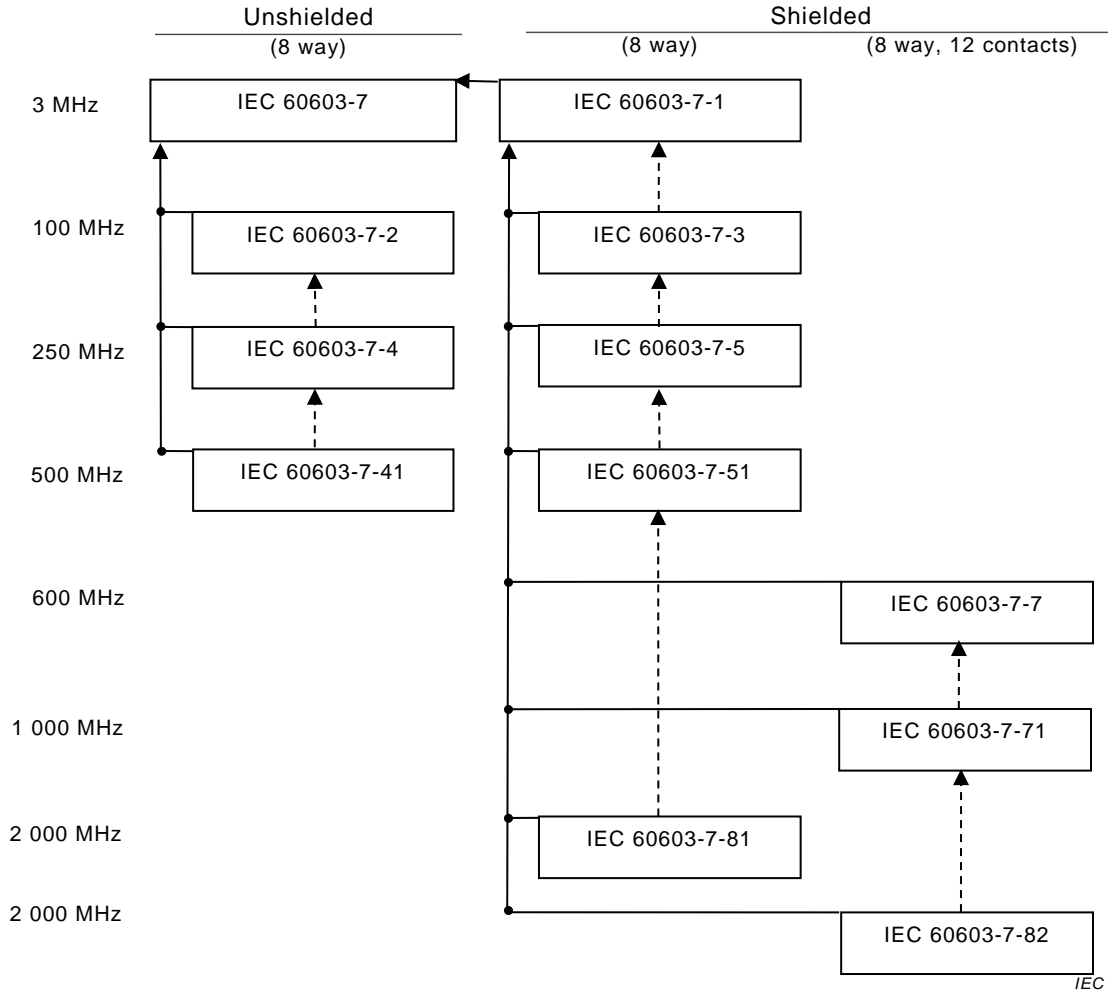 Unshielded
Shielded
(8 way)
(8 way)
(8 way, 12 contacts)
3 MHz
IEC 60603-7
IEC 60603-7-1
100 MHz
IEC 60603-7-2
IEC 60603-7-3
250 MHz
IEC 60603-7-4
IEC 60603-7-5
500 MHz
IEC 60603-7-41
IEC 60603-7-51
600 MHz
IEC 60603-7-7
1 000 MHz
IEC 60603-7-71
2 000 MHz
IEC 60603-7-81
2 000 MHz
IEC 60603-7-82
IEC